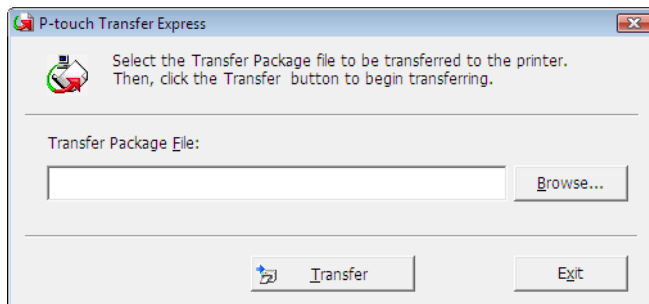 P-touch Transfer Express
Select the Transfer Package file to be transferred to the printer.
Then, click the Transfer button to begin transferring.
Transfer Package File:
Browse...
Transfer
Exit